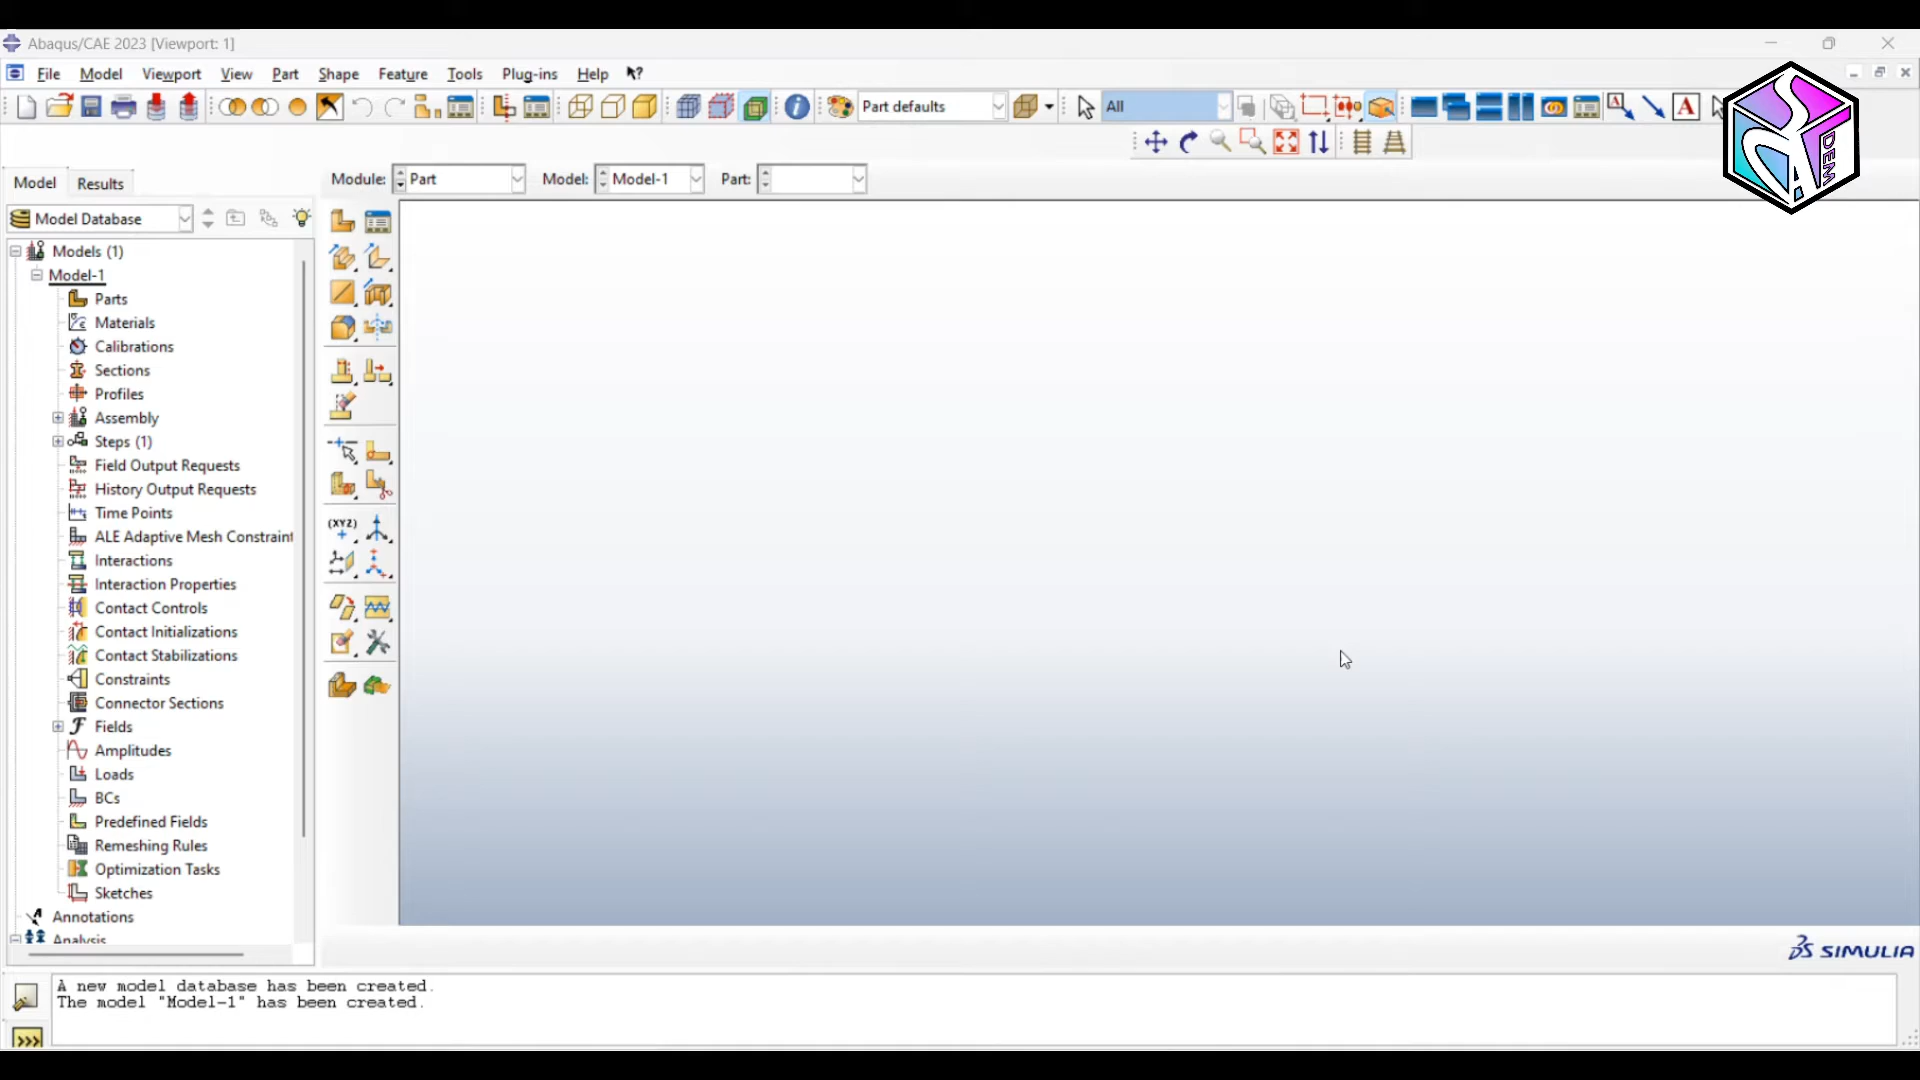 Abaqus/CAE 2023 [Viewport: 1]
File Model Viewport View Part Shape Feature Tools Plug-ins Help
Part defaults
All
A
Model Results
Module: Part Model: Model-1 Part:
Model Database
Models (1)
Model-1
Parts
Materials
Calibrations
Sections
Profiles
Assembly
Steps (1)
Field Output Requests
History Output Requests
Time Points
ALE Adaptive Mesh Constraint
Interactions
Interaction Properties
Contact Controls
Contact Initializations
Contact Stabilizations
Constraints
Connector Sections
Fields
Amplitudes
Loads
BCs
Predefined Fields
Remeshing Rules
Optimization Tasks
Sketches
Annotations
Analysis
(XYZ)
SIMULIA
A new model database has been created.
The model "Model-1" has been created.
>>>
DEM